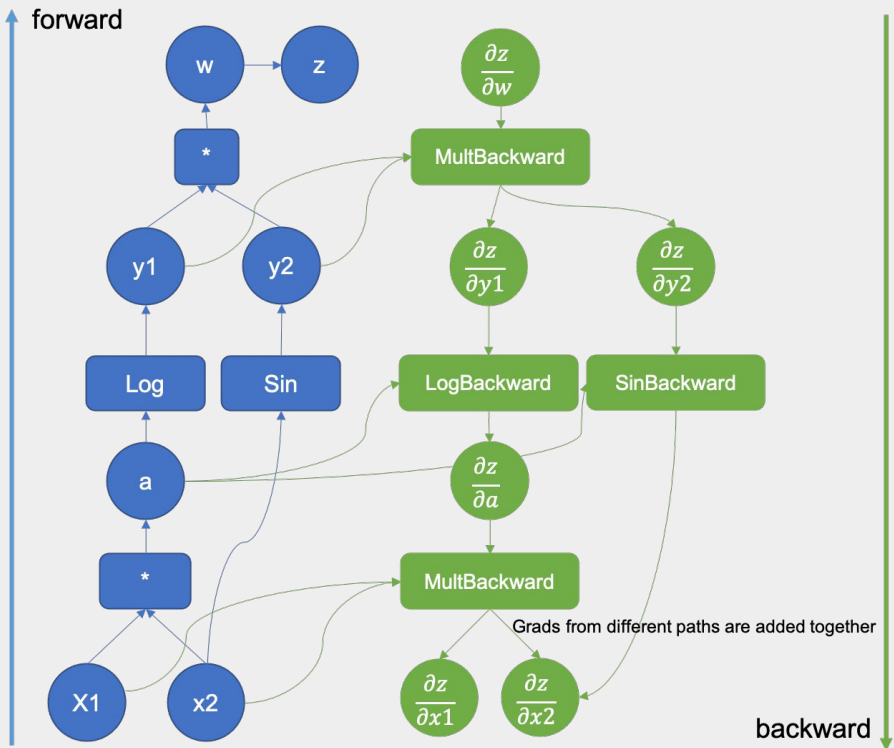 forward
w
z
∂z
∂w
*
MultBackward
y1
y2
∂z
∂y1
∂z
∂y2
Log
Sin
LogBackward
SinBackward
a
∂z
∂a
*
MultBackward
Grads from different paths are added together
X1
x2
∂z
∂x1
∂z
∂x2
backward